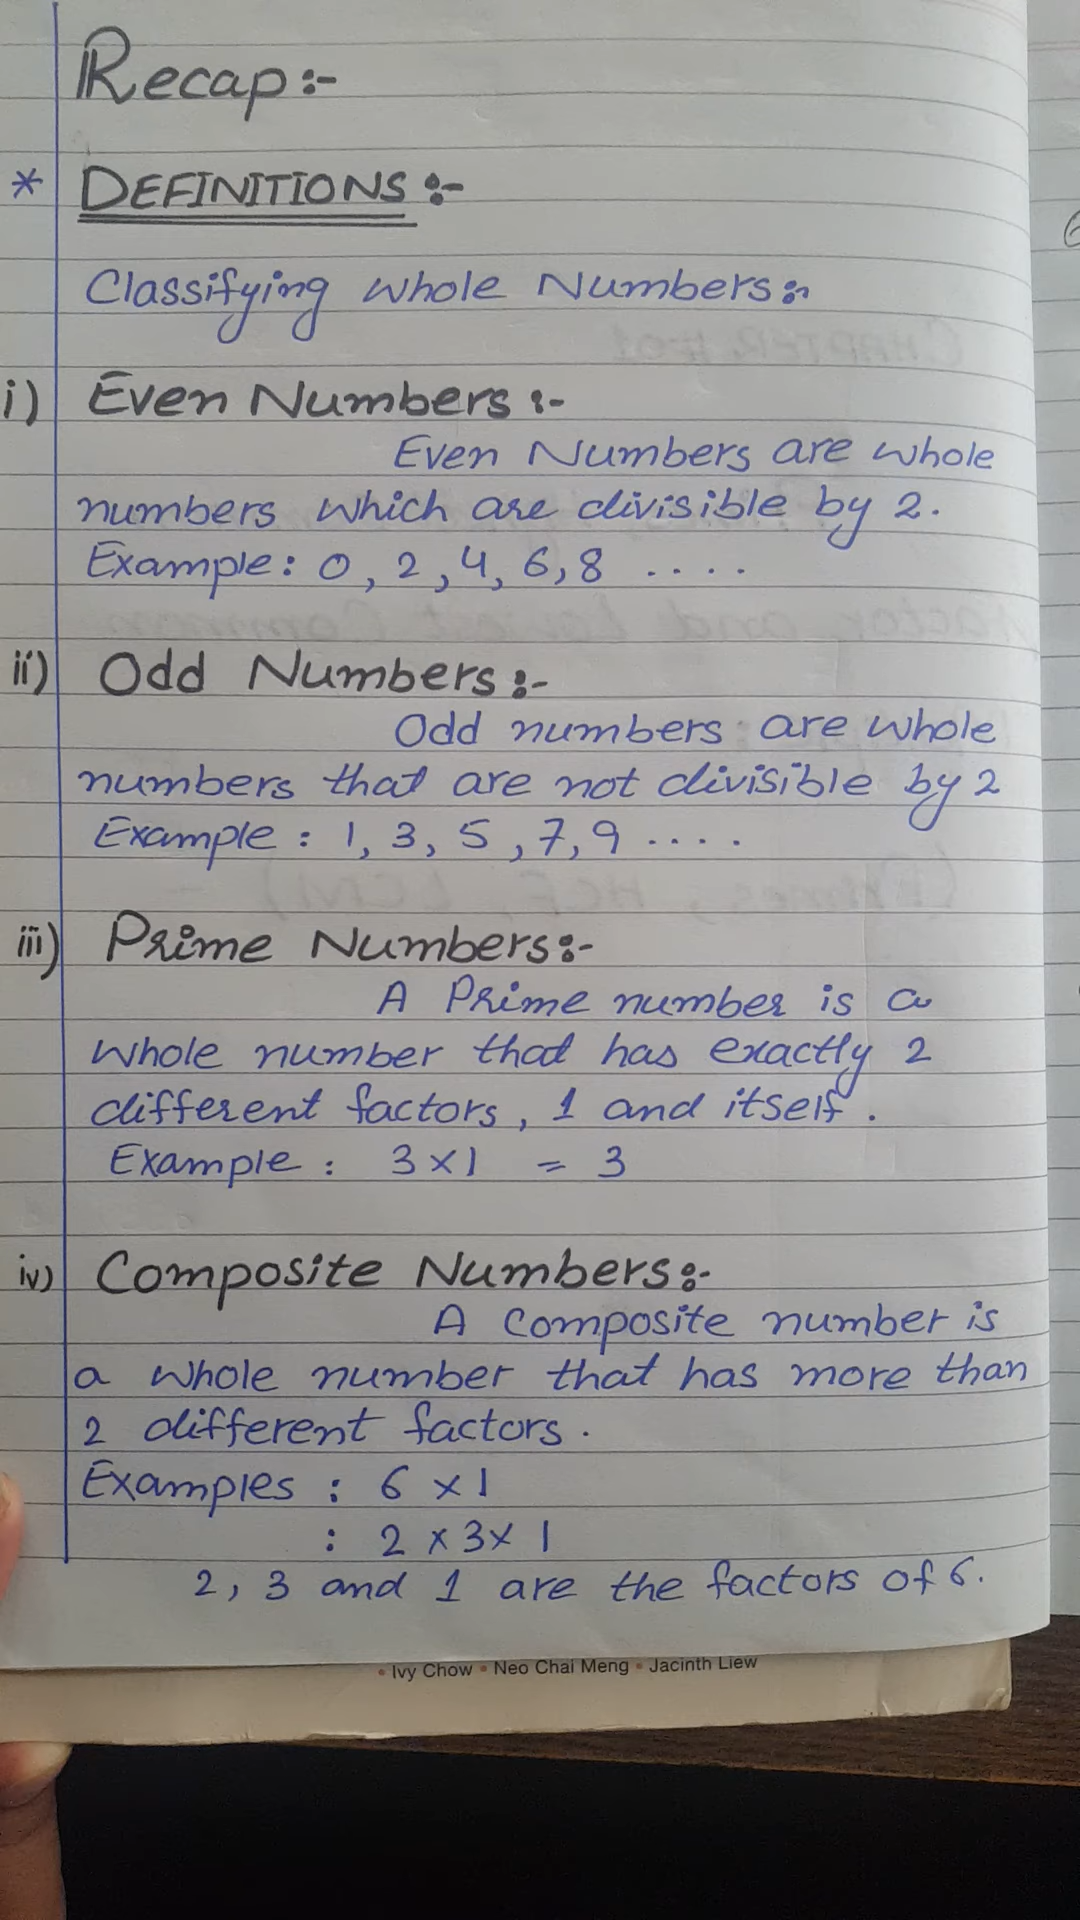 Recap:-
* DEFINITIONS :-
Classifying Whole Numbers:-
i) Even Numbers :-
Even Numbers are whole
numbers which are divisible by 2.
Example: 0, 2, 4, 6, 8 ....
ii) Odd Numbers:-
Odd numbers are whole
numbers that are not divisible by 2
Example : 1, 3, 5, 7, 9 ....
iii) Prime Numbers:-
A Prime number is a
whole number that has exactly 2
different factors, 1 and itself.
Example : 3 x 1 = 3
iv) Composite Numbers:-
A Composite number is
a whole number that has more than
2 different factors.
Examples : 6 x 1
: 2 x 3 x 1
2, 3 and 1 are the factors of 6.
• Ivy Chow • Neo Chai Meng • Jacinth Liew